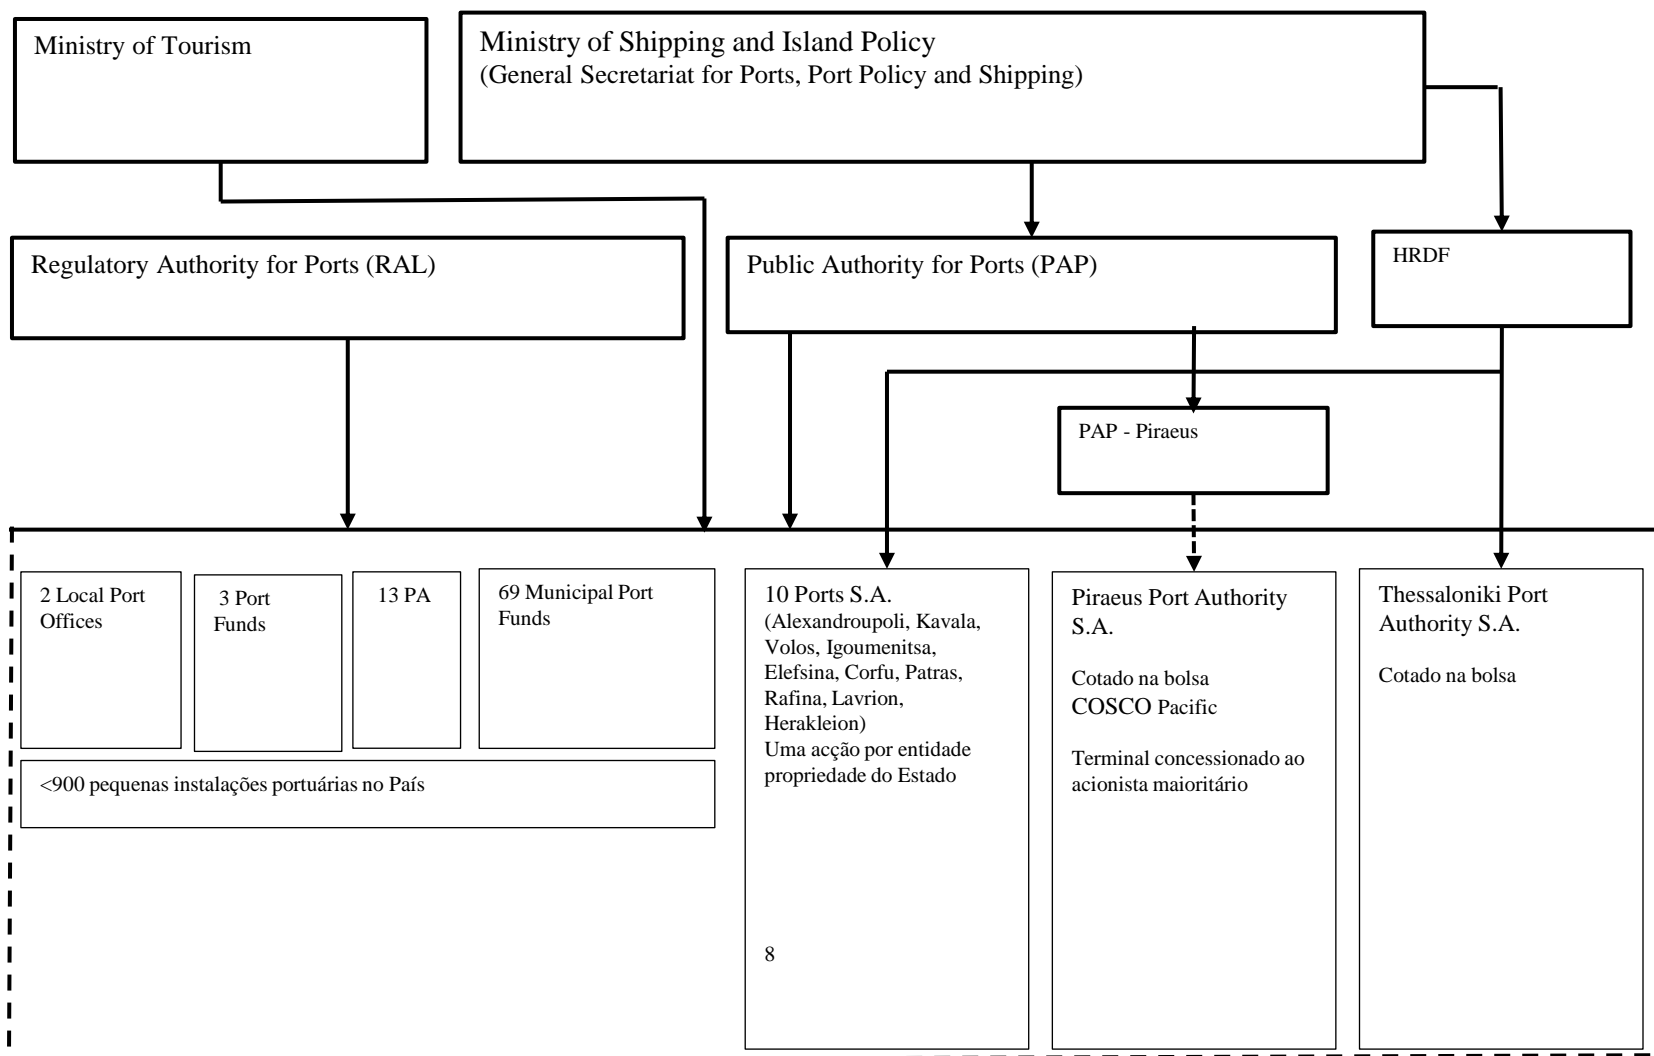 Ministry of Tourism
Ministry of Shipping and Island Policy
(General Secretariat for Ports, Port Policy and Shipping)
Regulatory Authority for Ports (RAL)
Public Authority for Ports (PAP)
HRDF
PAP - Piraeus
2 Local Port
Offices
3 Port
Funds
13 PA
69 Municipal Port
Funds
<900 pequenas instalações portuárias no País
10 Ports S.A.
(Alexandroupoli, Kavala,
Volos, Igoumenitsa,
Elefsina, Corfu, Patras,
Rafina, Lavrion,
Herakleion)
Uma acção por entidade
propriedade do Estado
8
Piraeus Port Authority
S.A.
Cotado na bolsa
COSCO Pacific
Terminal concessionado ao
acionista maioritário
Thessaloniki Port
Authority S.A.
Cotado na bolsa